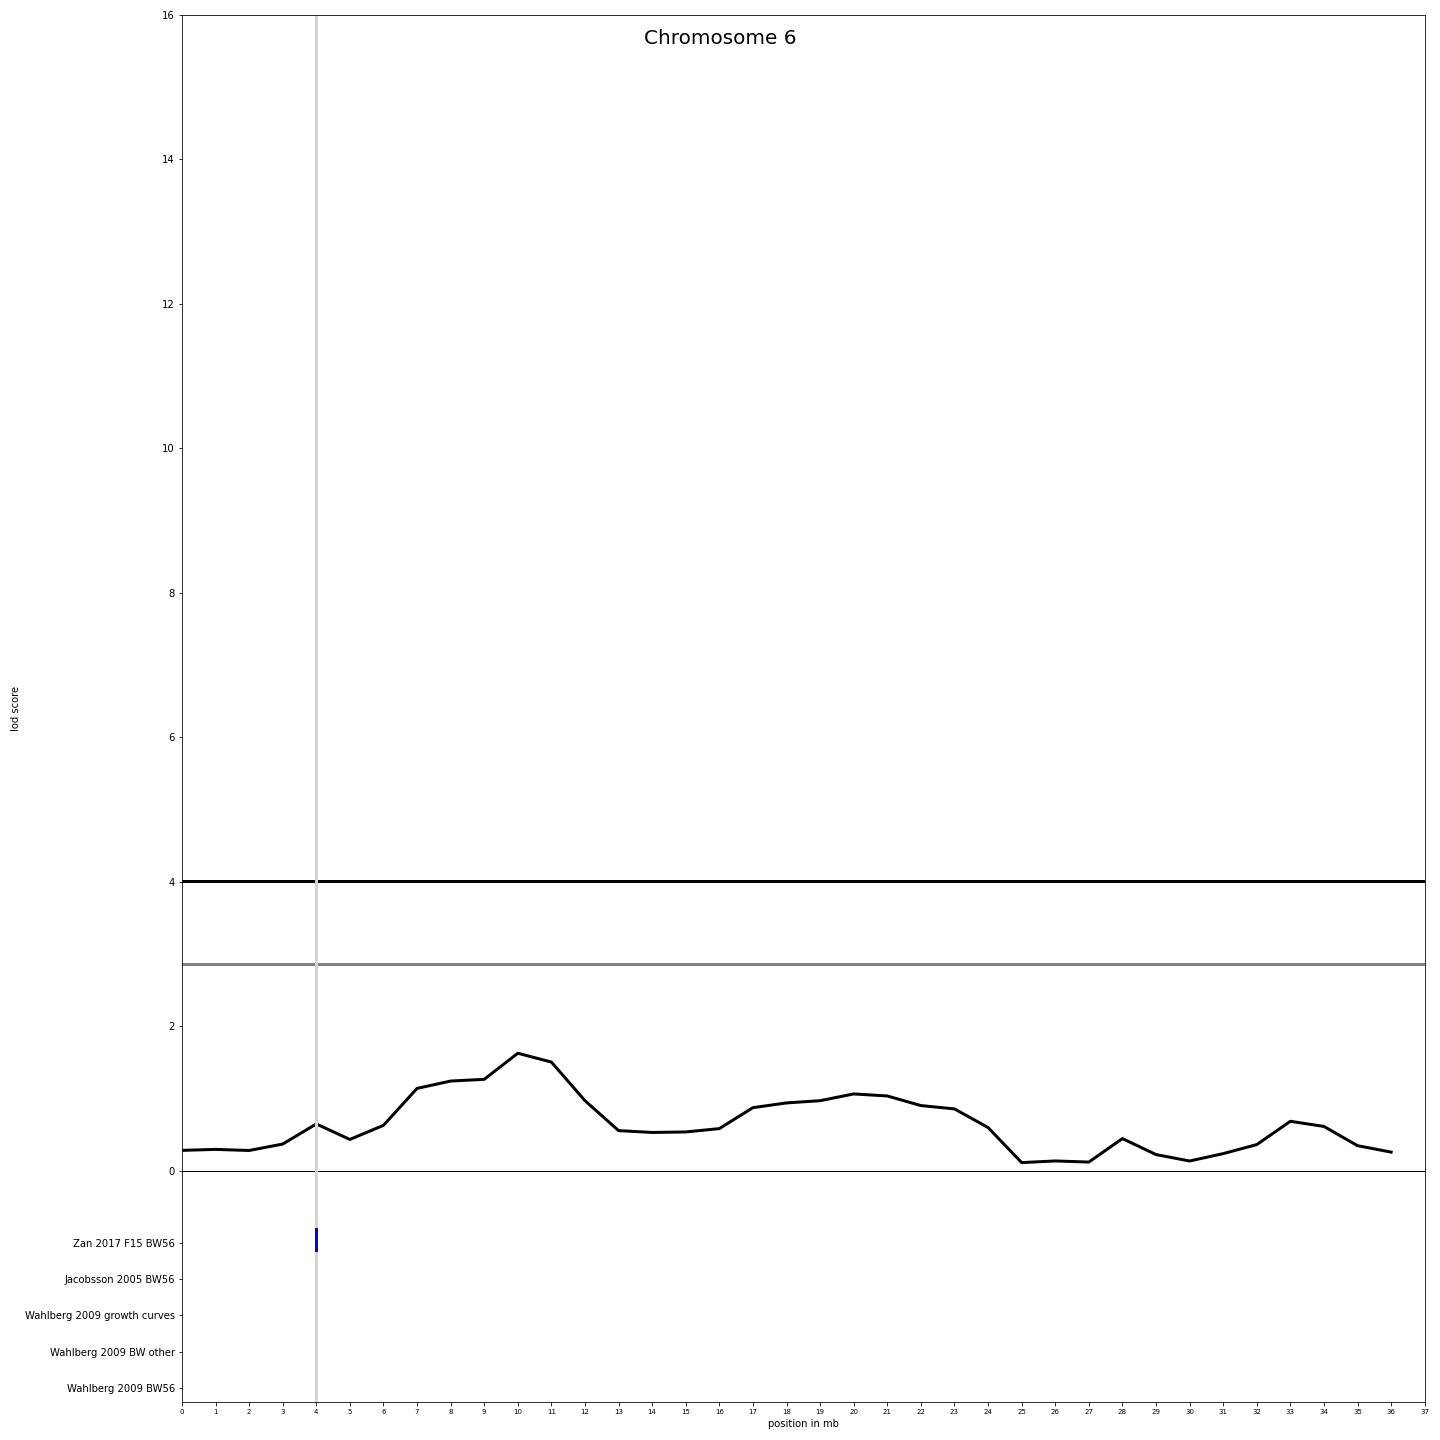 Chromosome 6
16
14
12
10
8
6
4
2
0
lod score
Zan 2017 F15 BW56
Jacobsson 2005 BW56
Wahlberg 2009 growth curves
Wahlberg 2009 BW other
Wahlberg 2009 BW56
0 1 2 3 4 5 6 7 8 9 10 11 12 13 14 15 16 17 18 19 20 21 22 23 24 25 26 27 28 29 30 31 32 33 34 35 36 37
position in mb